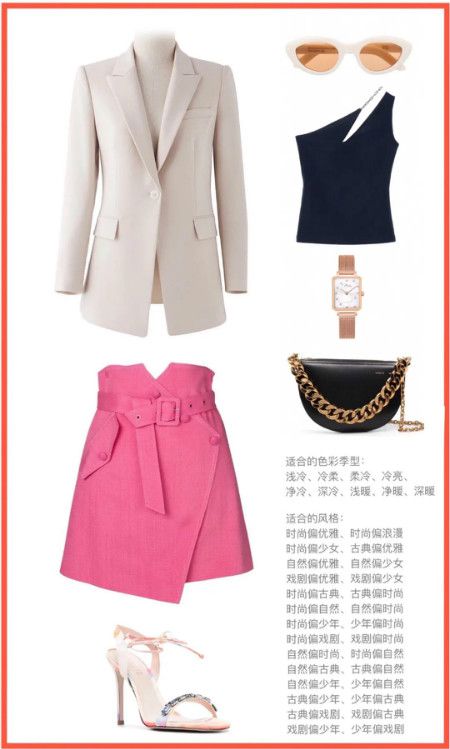 适合的色彩季型：
浅冷、冷柔、柔冷、冷亮、
净冷、深冷、浅暖、净暖、深暖
适合的风格：
时尚偏优雅、时尚偏浪漫
时尚偏少女、古典偏优雅
自然偏优雅、自然偏少女
戏剧偏优雅、戏剧偏少女
时尚偏古典、古典偏时尚
时尚偏自然、自然偏时尚
时尚偏少年、少年偏时尚
时尚偏戏剧、戏剧偏时尚
自然偏时尚、时尚偏自然
自然偏古典、古典偏自然
自然偏少年、少年偏自然
古典偏少年、少年偏古典
古典偏戏剧、戏剧偏古典
戏剧偏少年、少年偏戏剧